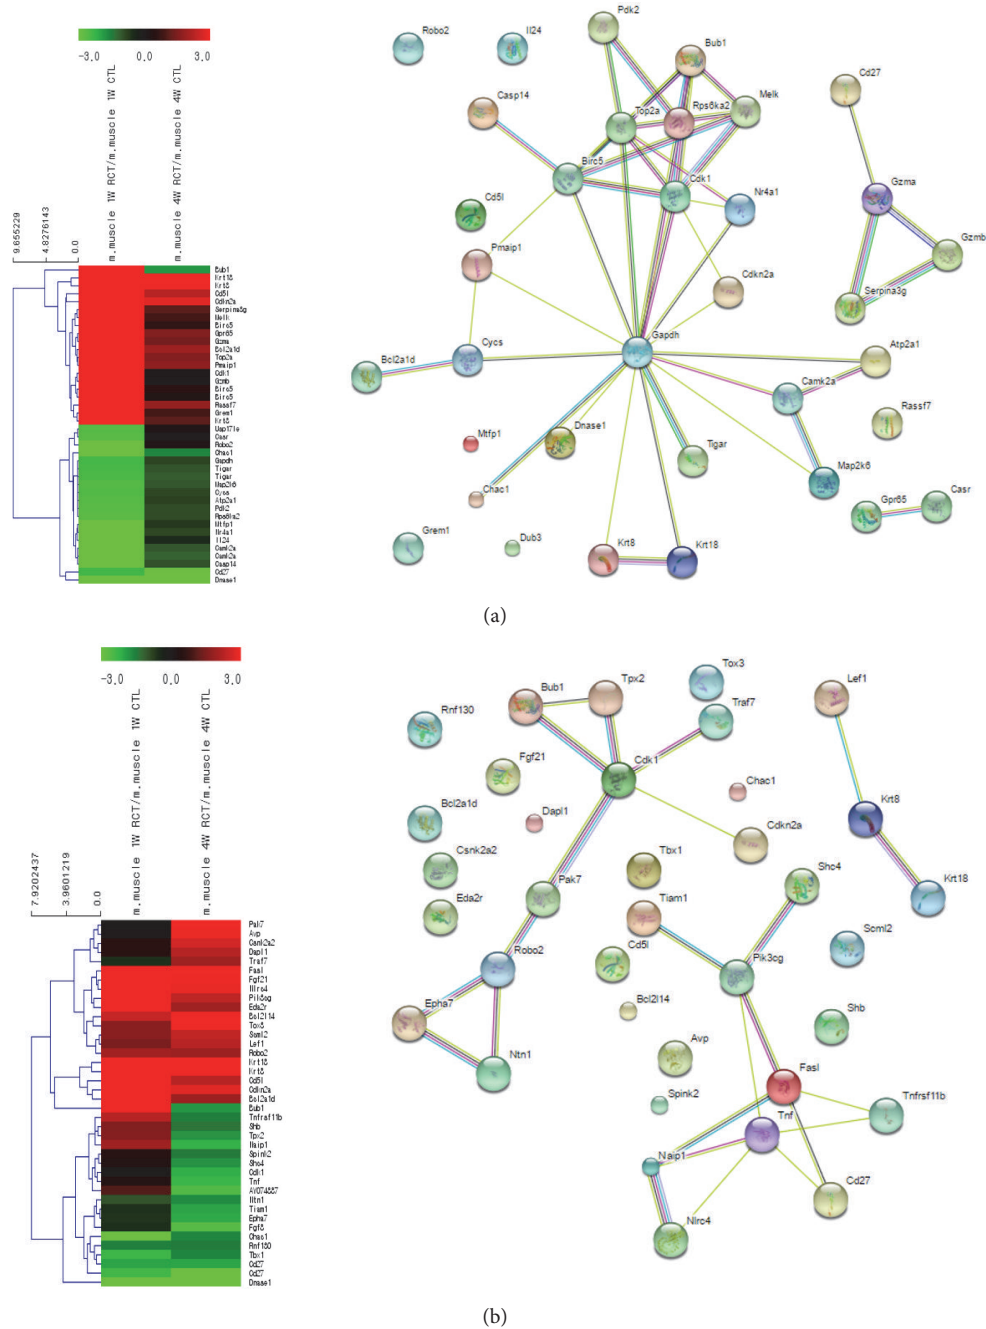 -3.0 0.0 3.0
m.muscle 1W RCT/m.muscle 1W CTL
m.muscle 4W RCT/m.muscle 4W CTL
9.655229
4.8276143
0.0
Bub1
Krt18
Krt8
Cd5l
Cdkn2a
Serpina3g
Melk
Birc5
Gpr65
Gzma
Bcl2a1d
Top2a
Pmaip1
Cdk1
Gzmb
Birc5
Birc5
Rassf7
Grem1
Krt8
Usp17le
Casr
Robo2
Chac1
Gapdh
Tigar
Tigar
Map2k6
Cycs
Atp2a1
Pdk2
Rps6ka2
Mtfp1
Nr4a1
Il24
Camk2a
Camk2a
Casp14
Cd27
Dnase1
Robo2
Il24
Pdk2
Bub1
Cd27
Casp14
Top2a
Rps6ka2
Melk
Birc5
Cdk1
Nr4a1
Gzma
Gzmb
Cd5l
Pmaip1
Cdkn2a
Serpina3g
Gapdh
Cycs
Bcl2a1d
Atp2a1
Camk2a
Rassf7
Mtfp1
Dnase1
Tigar
Map2k6
Chac1
Gpr65
Casr
Grem1
Dub3
Krt8
Krt18
(a)
-3.0 0.0 3.0
m.muscle 1W RCT/m.muscle 1W CTL
m.muscle 4W RCT/m.muscle 4W CTL
7.9202437
3.9601219
0.0
Pak7
Avp
Csnk2a2
Dapl1
Traf7
Fasl
Fgf21
Nlrc4
Pik3cg
Eda2r
Bcl2l14
Tox3
Scml2
Lef1
Robo2
Krt18
Krt8
Cd5l
Cdkn2a
Bcl2a1d
Bub1
Tnfrsf11b
Shb
Tpx2
Naip1
Spink2
Shc4
Cdk1
Tnf
AY074887
Ntn1
Tiam1
Epha7
Fgf8
Chac1
Rnf130
Tbx1
Cd27
Cd27
Dnase1
Bub1
Tpx2
Tox3
Traf7
Lef1
Rnf130
Fgf21
Cdk1
Chac1
Krt8
Bcl2a1d
Dapl1
Cdkn2a
Csnk2a2
Tbx1
Shc4
Krt18
Pak7
Eda2r
Tiam1
Robo2
Cd5l
Pik3cg
Scml2
Epha7
Bcl2l14
Shb
Ntn1
Avp
Fasl
Spink2
Tnf
Tnfrsf11b
Naip1
Cd27
Nlrc4
(b)